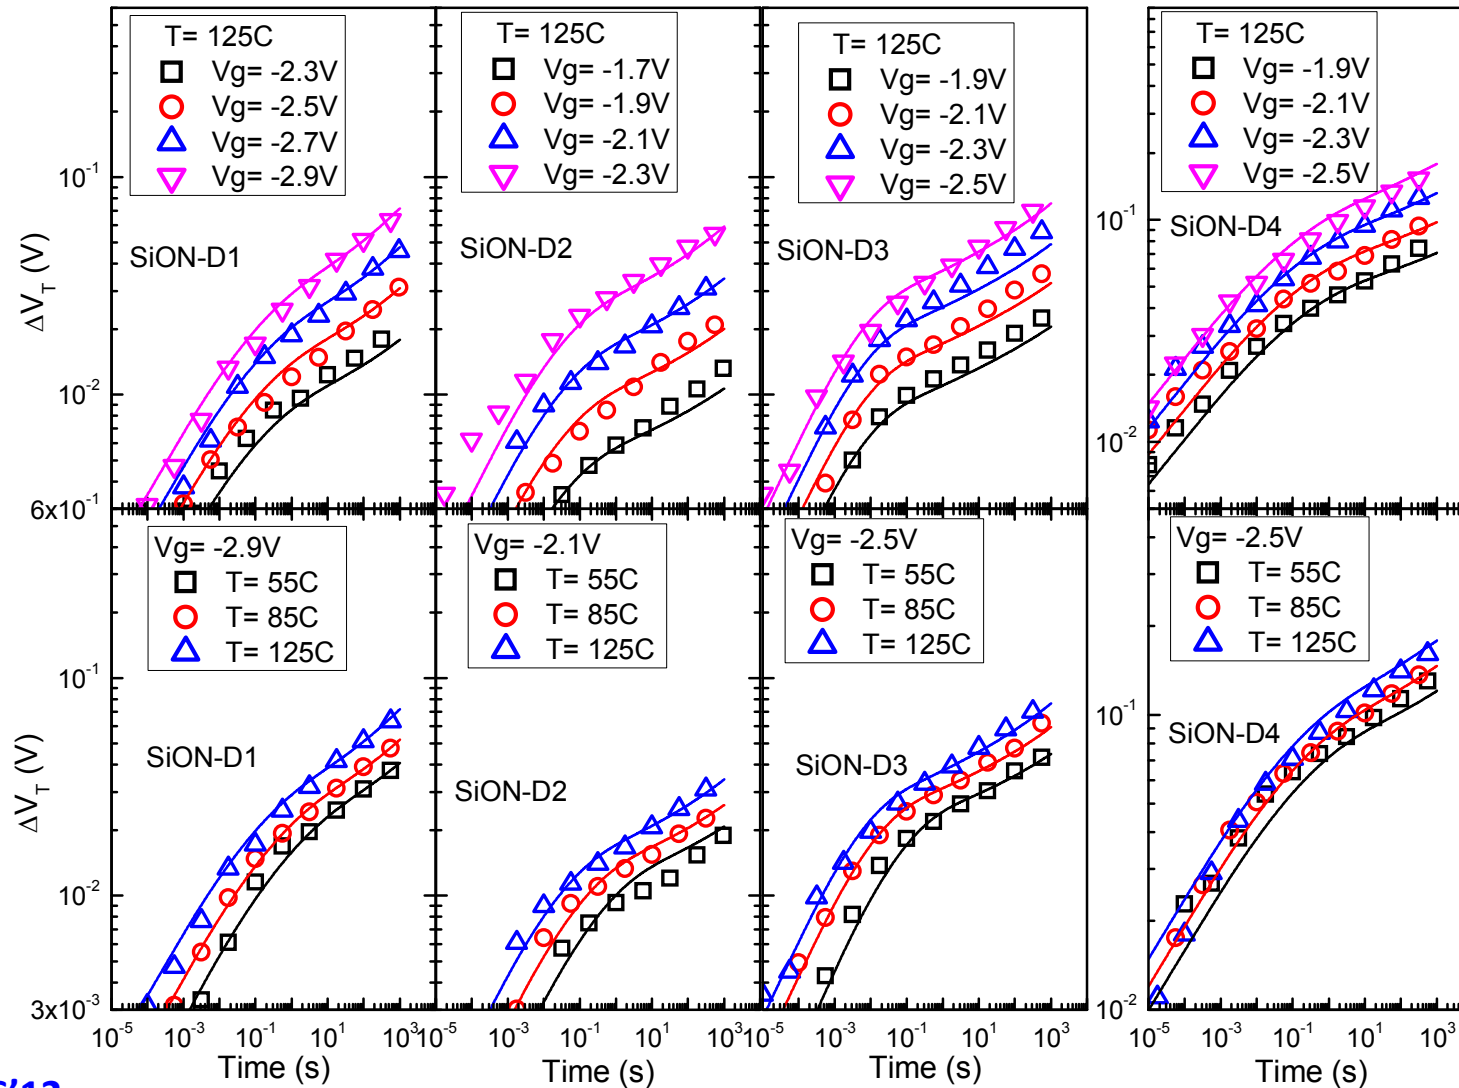 T= 125C
Vg= -2.3V
Vg= -2.5V
Vg= -2.7V
Vg= -2.9V
SiON-D1
T= 125C
Vg= -1.7V
Vg= -1.9V
Vg= -2.1V
Vg= -2.3V
SiON-D2
T= 125C
Vg= -1.9V
Vg= -2.1V
Vg= -2.3V
Vg= -2.5V
SiON-D3
T= 125C
Vg= -1.9V
Vg= -2.1V
Vg= -2.3V
Vg= -2.5V
SiON-D4
10^-1
10^-2
6x10^-1
ΔV_T (V)
10^-1
10^-2
Vg= -2.9V
T= 55C
T= 85C
T= 125C
SiON-D1
Vg= -2.1V
T= 55C
T= 85C
T= 125C
SiON-D2
Vg= -2.5V
T= 55C
T= 85C
T= 125C
SiON-D3
Vg= -2.5V
T= 55C
T= 85C
T= 125C
SiON-D4
10^-1
10^-2
3x10^-3
ΔV_T (V)
10^-1
10^-2
10^-5 10^-3 10^-1 10^1 10^3
10^-5 10^-3 10^-1 10^1 10^3
10^-5 10^-3 10^-1 10^1 10^3
10^-5 10^-3 10^-1 10^1 10^3
Time (s)
Time (s)
Time (s)
Time (s)